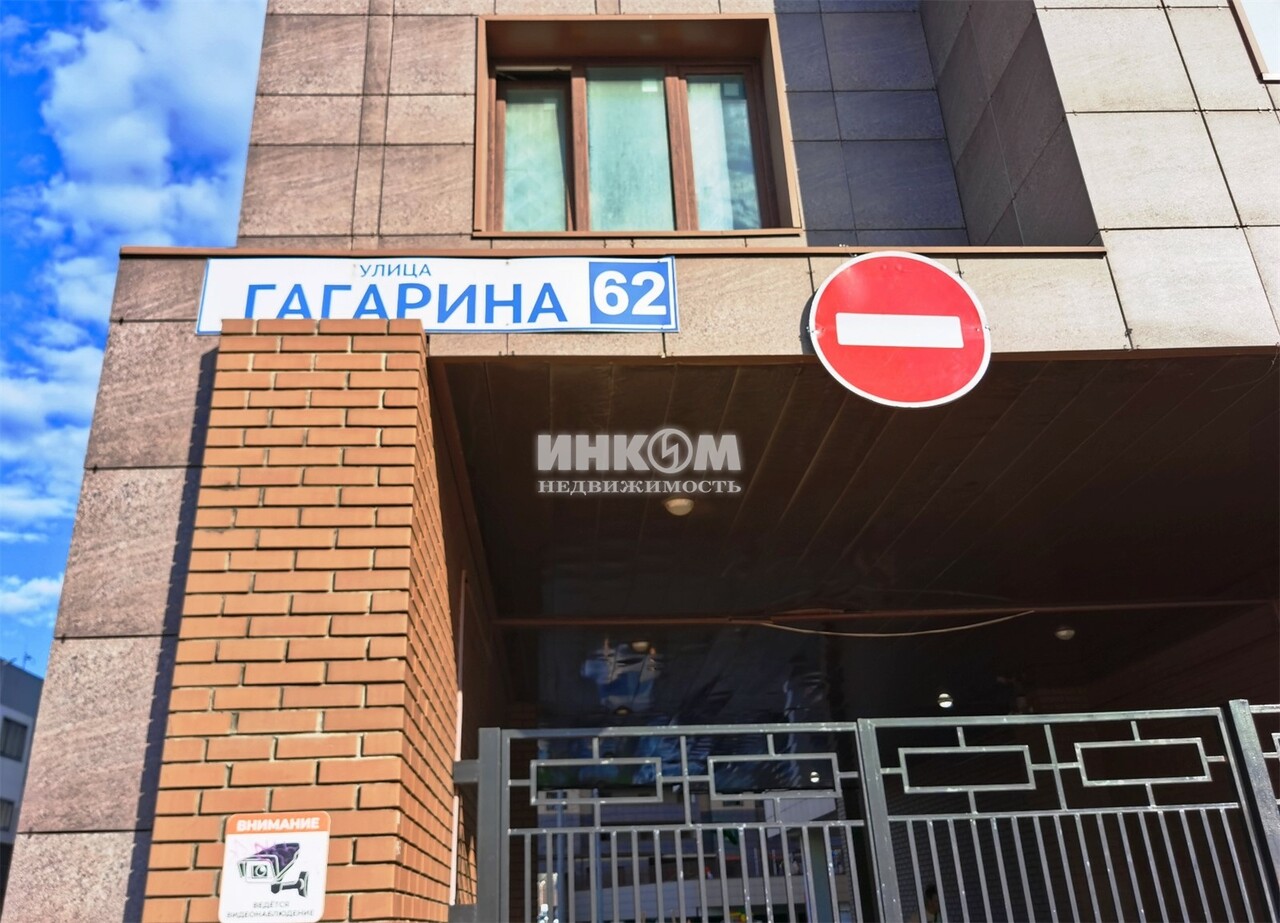 УЛИЦА
ГАГАРИНА 62
ИНКОМ
НЕДВИЖИМОСТЬ
ВНИМАНИЕ
ВЕДЁТСЯ
ВИДЕОНАБЛЮДЕНИЕ